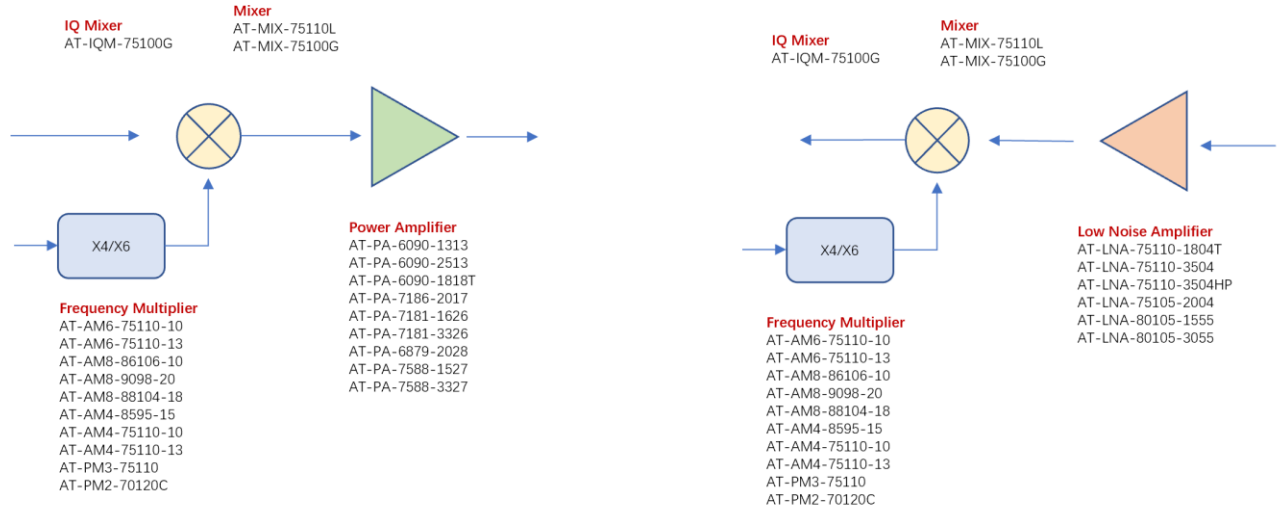 IQ Mixer
AT-IQM-75100G
Mixer
AT-MIX-75110L
AT-MIX-75100G
X4/X6
Frequency Multiplier
AT-AM6-75110-10
AT-AM6-75110-13
AT-AM8-86106-10
AT-AM8-9098-20
AT-AM8-88104-18
AT-AM4-8595-15
AT-AM4-75110-10
AT-AM4-75110-13
AT-PM3-75110
AT-PM2-70120C
Power Amplifier
AT-PA-6090-1313
AT-PA-6090-2513
AT-PA-6090-1818T
AT-PA-7186-2017
AT-PA-7181-1626
AT-PA-7181-3326
AT-PA-6879-2028
AT-PA-7588-1527
AT-PA-7588-3327
IQ Mixer
AT-IQM-75100G
Mixer
AT-MIX-75110L
AT-MIX-75100G
X4/X6
Frequency Multiplier
AT-AM6-75110-10
AT-AM6-75110-13
AT-AM8-86106-10
AT-AM8-9098-20
AT-AM8-88104-18
AT-AM4-8595-15
AT-AM4-75110-10
AT-AM4-75110-13
AT-PM3-75110
AT-PM2-70120C
Low Noise Amplifier
AT-LNA-75110-1804T
AT-LNA-75110-3504
AT-LNA-75110-3504HP
AT-LNA-75105-2004
AT-LNA-80105-1555
AT-LNA-80105-3055